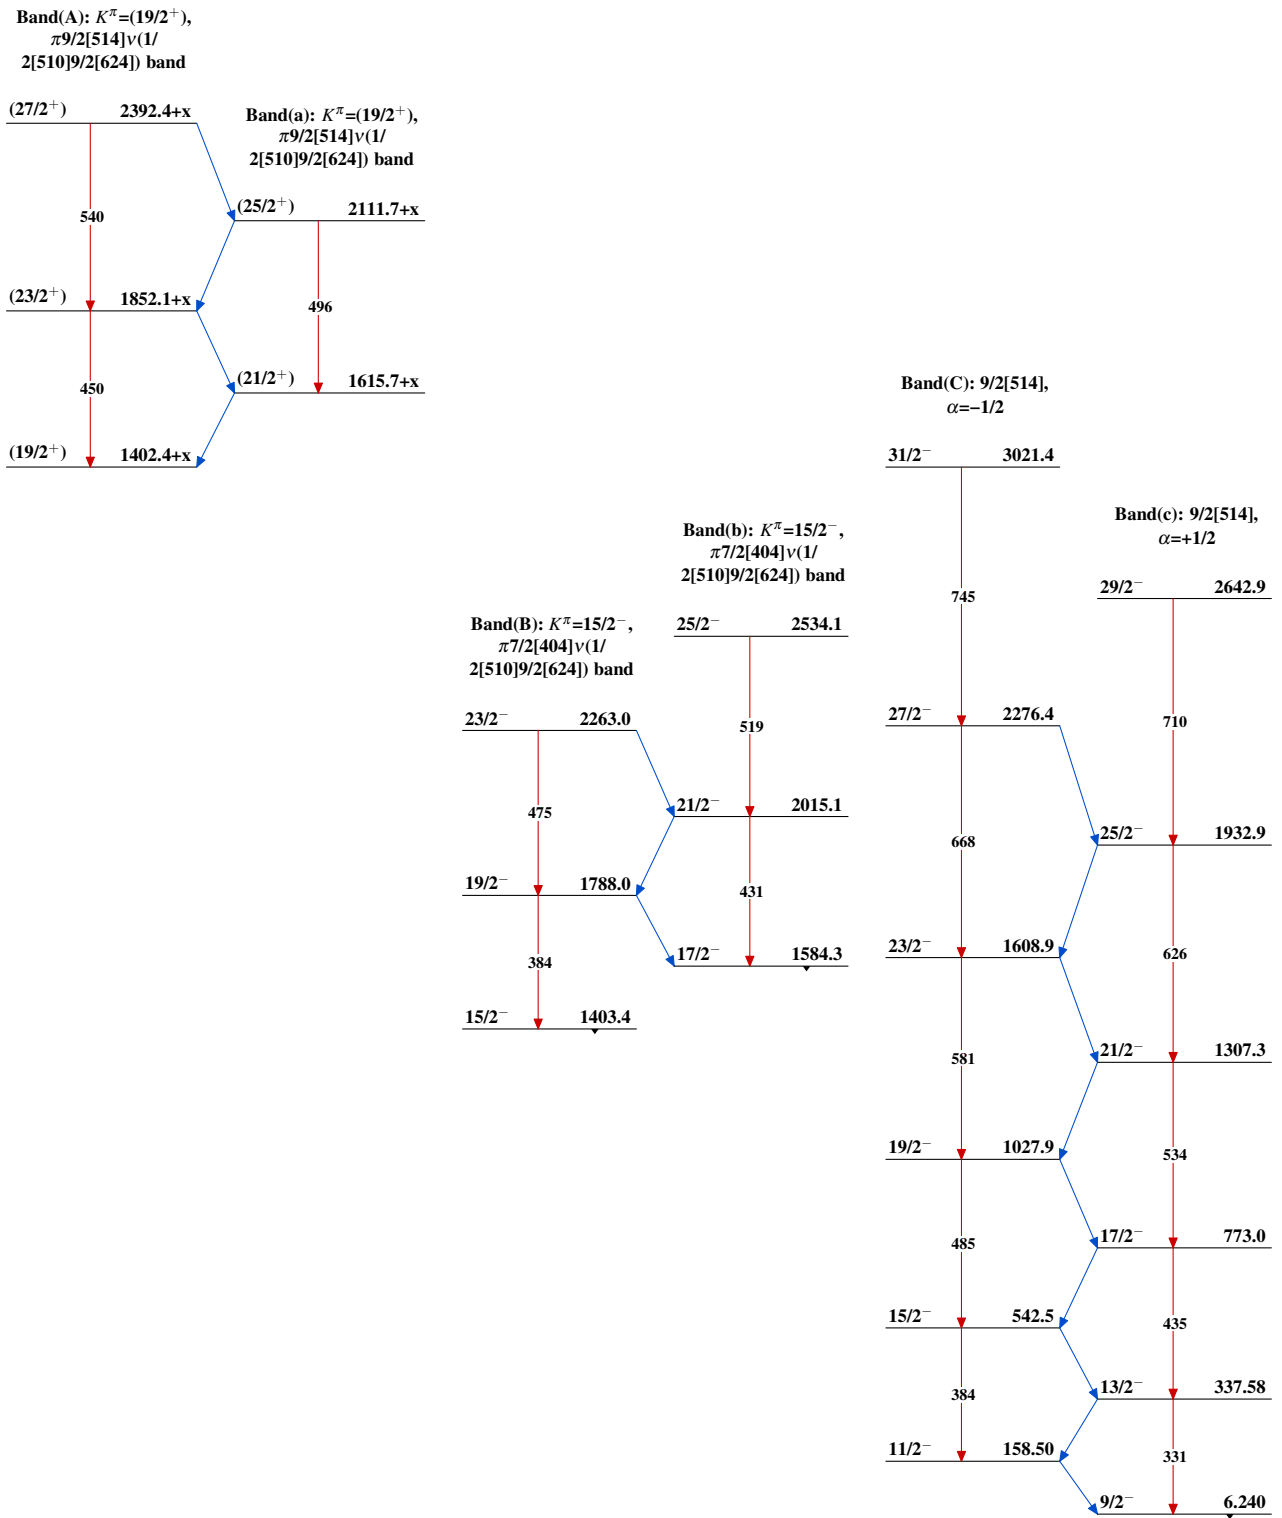 Band(A): K^π=(19/2⁺),
π9/2[514]ν(1/
2[510]9/2[624]) band
(27/2⁺) 2392.4+x
540
(23/2⁺) 1852.1+x
450
(19/2⁺) 1402.4+x
Band(a): K^π=(19/2⁺),
π9/2[514]ν(1/
2[510]9/2[624]) band
(25/2⁺) 2111.7+x
496
(21/2⁺) 1615.7+x
Band(B): K^π=15/2⁻,
π7/2[404]ν(1/
2[510]9/2[624]) band
23/2⁻ 2263.0
475
19/2⁻ 1788.0
384
15/2⁻ 1403.4
Band(b): K^π=15/2⁻,
π7/2[404]ν(1/
2[510]9/2[624]) band
25/2⁻ 2534.1
519
21/2⁻ 2015.1
431
17/2⁻ 1584.3
Band(C): 9/2[514],
α=−1/2
31/2⁻ 3021.4
745
27/2⁻ 2276.4
668
23/2⁻ 1608.9
581
19/2⁻ 1027.9
485
15/2⁻ 542.5
384
11/2⁻ 158.50
Band(c): 9/2[514],
α=+1/2
29/2⁻ 2642.9
710
25/2⁻ 1932.9
626
21/2⁻ 1307.3
534
17/2⁻ 773.0
435
13/2⁻ 337.58
331
9/2⁻ 6.240